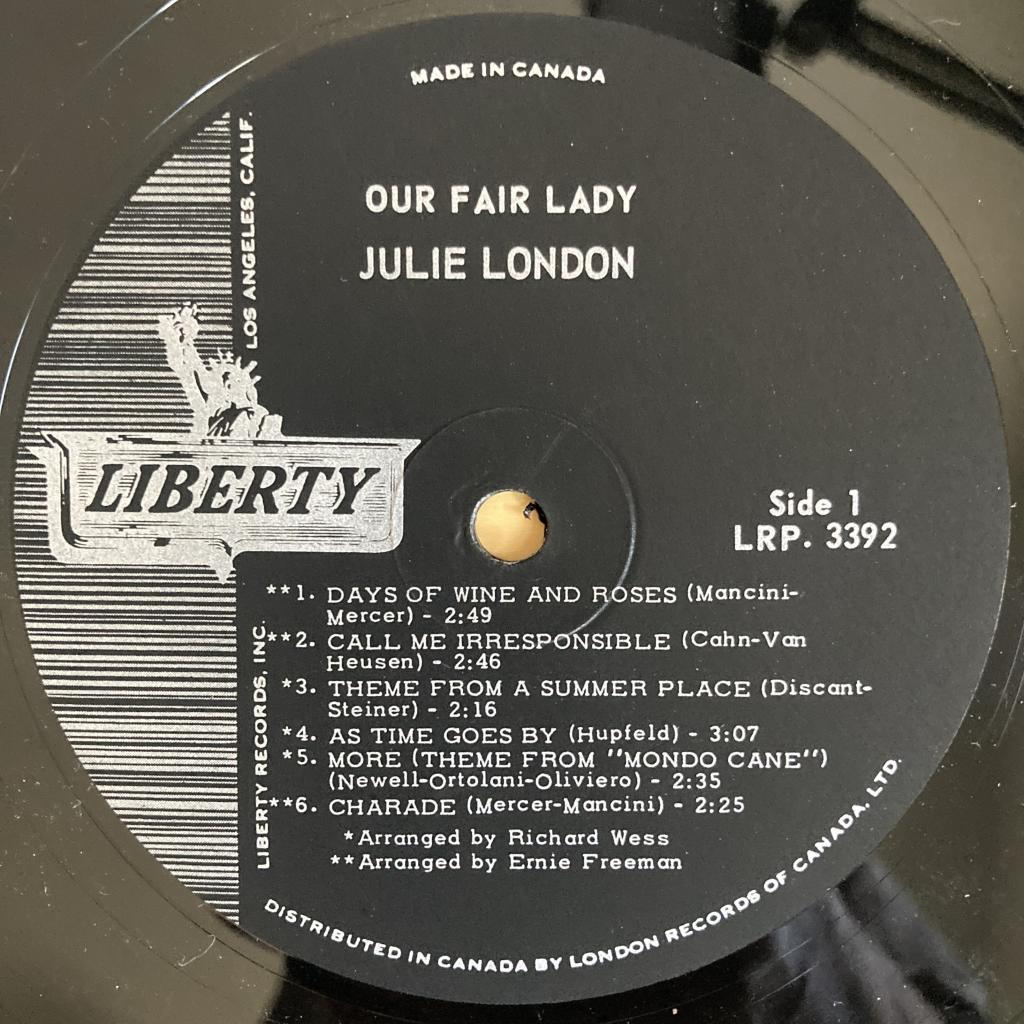 MADE IN CANADA
OUR FAIR LADY
JULIE LONDON
LOS ANGELES, CALIF.
LIBERTY
Side 1
LRP. 3392
**1. DAYS OF WINE AND ROSES (Mancini-
Mercer) - 2:49
**2. CALL ME IRRESPONSIBLE (Cahn-Van
Heusen) - 2:46
*3. THEME FROM A SUMMER PLACE (Discant-
Steiner) - 2:16
*4. AS TIME GOES BY (Hupfeld) - 3:07
*5. MORE (THEME FROM "MONDO CANE")
(Newell-Ortolani-Oliviero) - 2:35
**6. CHARADE (Mercer-Mancini) - 2:25
*Arranged by Richard Wess
**Arranged by Ernie Freeman
LIBERTY RECORDS, INC.
DISTRIBUTED IN CANADA BY LONDON RECORDS OF CANADA, LTD.